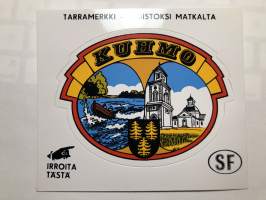 TARRAMERKKI - MUISTOKSI MATKALTA
KUHMO
IRROITA
TÄSTÄ
SF